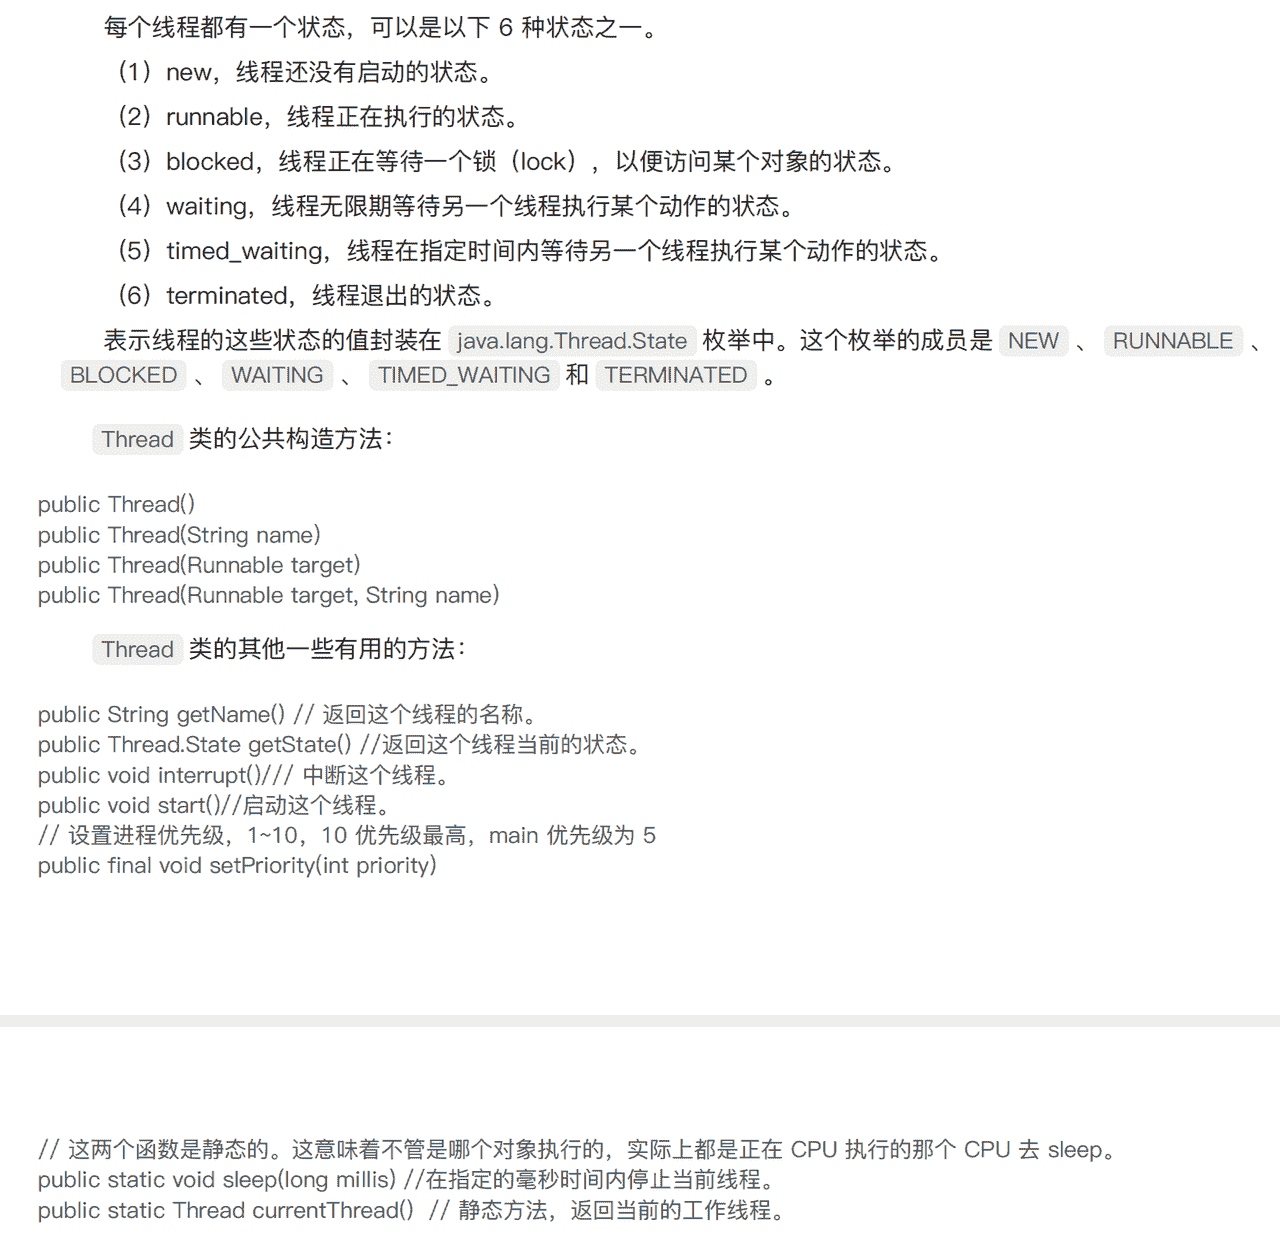 每个线程都有一个状态，可以是以下 6 种状态之一。
（1）new，线程还没有启动的状态。
（2）runnable，线程正在执行的状态。
（3）blocked，线程正在等待一个锁（lock），以便访问某个对象的状态。
（4）waiting，线程无限期等待另一个线程执行某个动作的状态。
（5）timed_waiting，线程在指定时间内等待另一个线程执行某个动作的状态。
（6）terminated，线程退出的状态。
表示线程的这些状态的值封装在 java.lang.Thread.State 枚举中。这个枚举的成员是 NEW 、 RUNNABLE 、
BLOCKED 、 WAITING 、 TIMED_WAITING 和 TERMINATED 。
Thread 类的公共构造方法：
public Thread()
public Thread(String name)
public Thread(Runnable target)
public Thread(Runnable target, String name)
Thread 类的其他一些有用的方法：
public String getName() // 返回这个线程的名称。
public Thread.State getState() //返回这个线程当前的状态。
public void interrupt()/// 中断这个线程。
public void start()//启动这个线程。
// 设置进程优先级，1~10，10 优先级最高，main 优先级为 5
public final void setPriority(int priority)
// 这两个函数是静态的。这意味着不管是哪个对象执行的，实际上都是正在 CPU 执行的那个 CPU 去 sleep。
public static void sleep(long millis) //在指定的毫秒时间内停止当前线程。
public static Thread currentThread() // 静态方法，返回当前的工作线程。